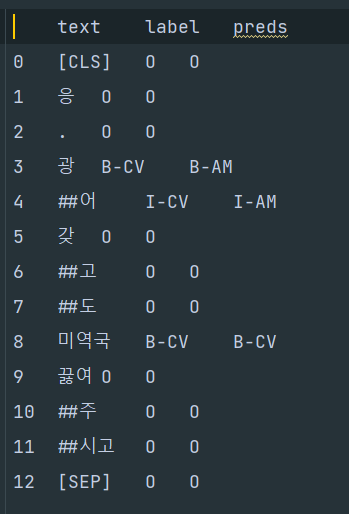 text label preds
0 [CLS] O O
1 응 O O
2 . O O
3 광 B-CV B-AM
4 ##어 I-CV I-AM
5 갖 O O
6 ##고 O O
7 ##도 O O
8 미역국 B-CV B-CV
9 끓여 O O
10 ##주 O O
11 ##시고 O O
12 [SEP] O O